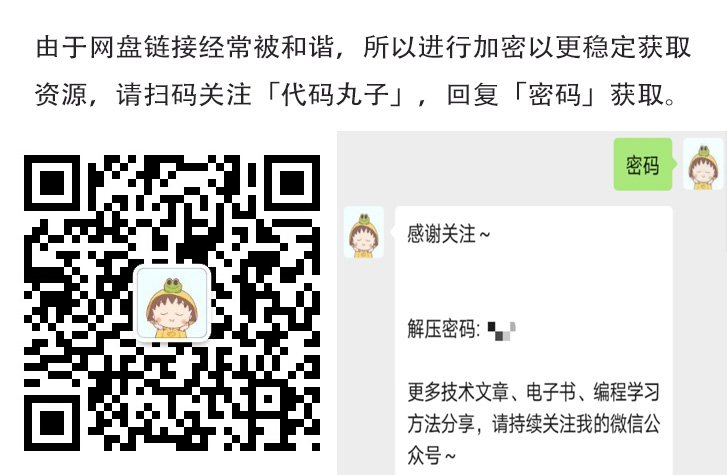 由于网盘链接经常被和谐，所以进行加密以更稳定获取
资源，请扫码关注「代码丸子」，回复「密码」获取。
密码
感谢关注～
解压密码:
更多技术文章、电子书、编程学习
方法分享，请持续关注我的微信公
众号～